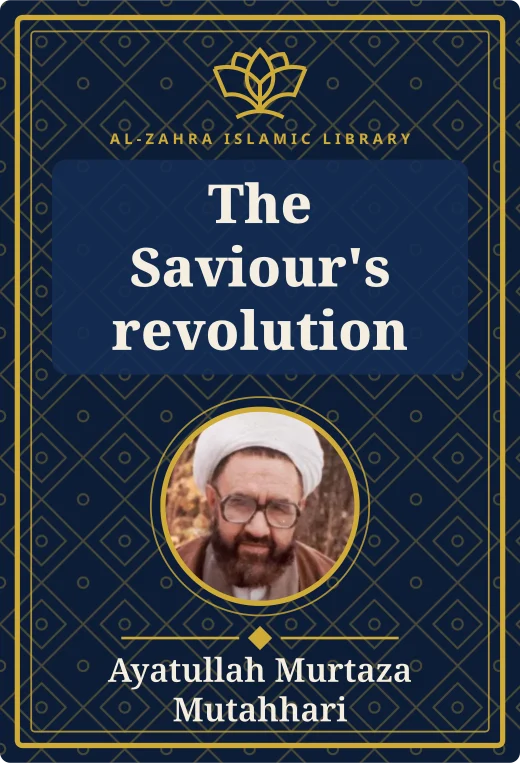 AL-ZAHRA ISLAMIC LIBRARY
The
Saviour's
revolution
Ayatullah Murtaza
Mutahhari